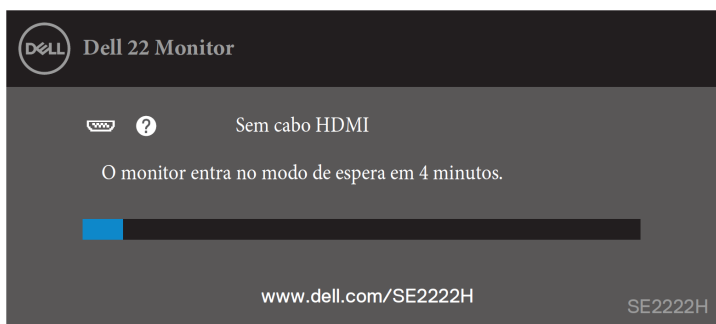 DELL
Dell 22 Monitor
? Sem cabo HDMI
O monitor entra no modo de espera em 4 minutos.
www.dell.com/SE2222H
SE2222H